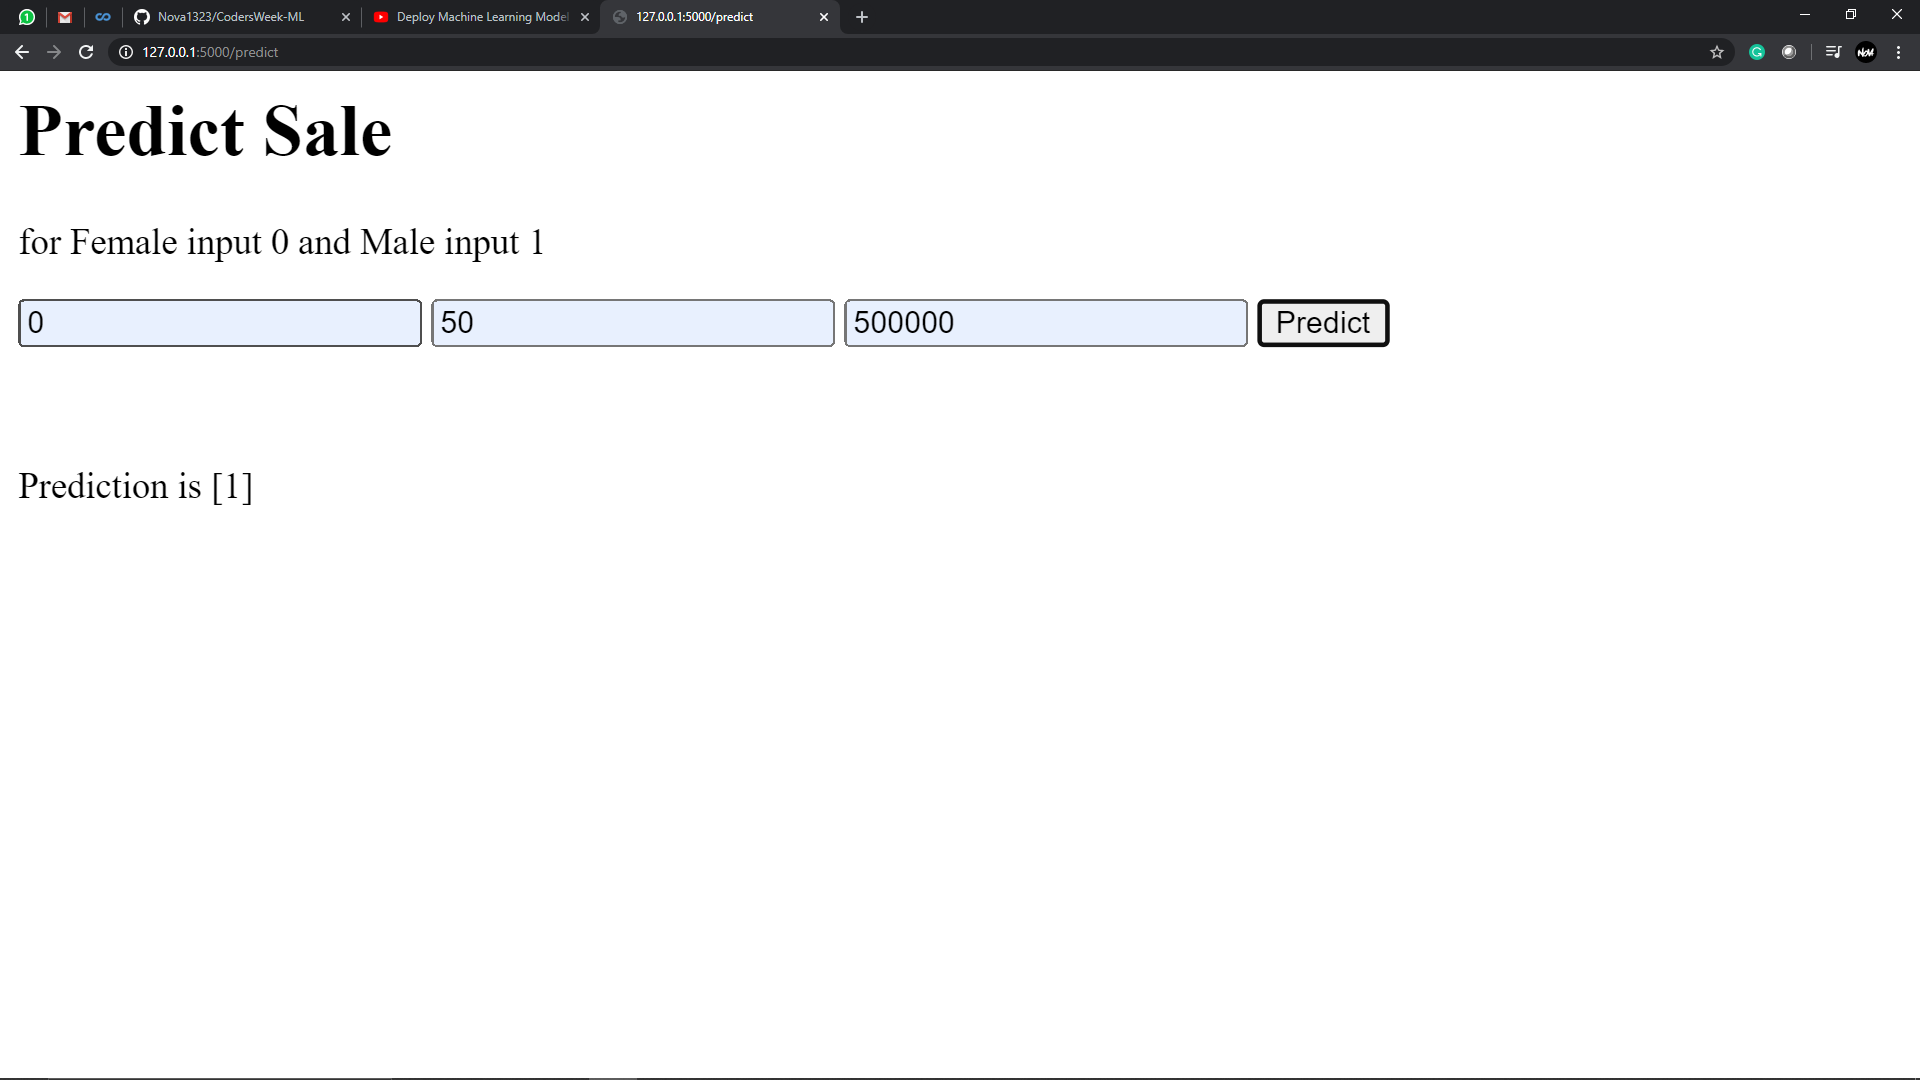 1
Nova1323/CodersWeek-ML
Deploy Machine Learning Model
127.0.0.1:5000/predict
127.0.0.1:5000/predict
Predict Sale
for Female input 0 and Male input 1
0
50
500000
Predict
Prediction is [1]